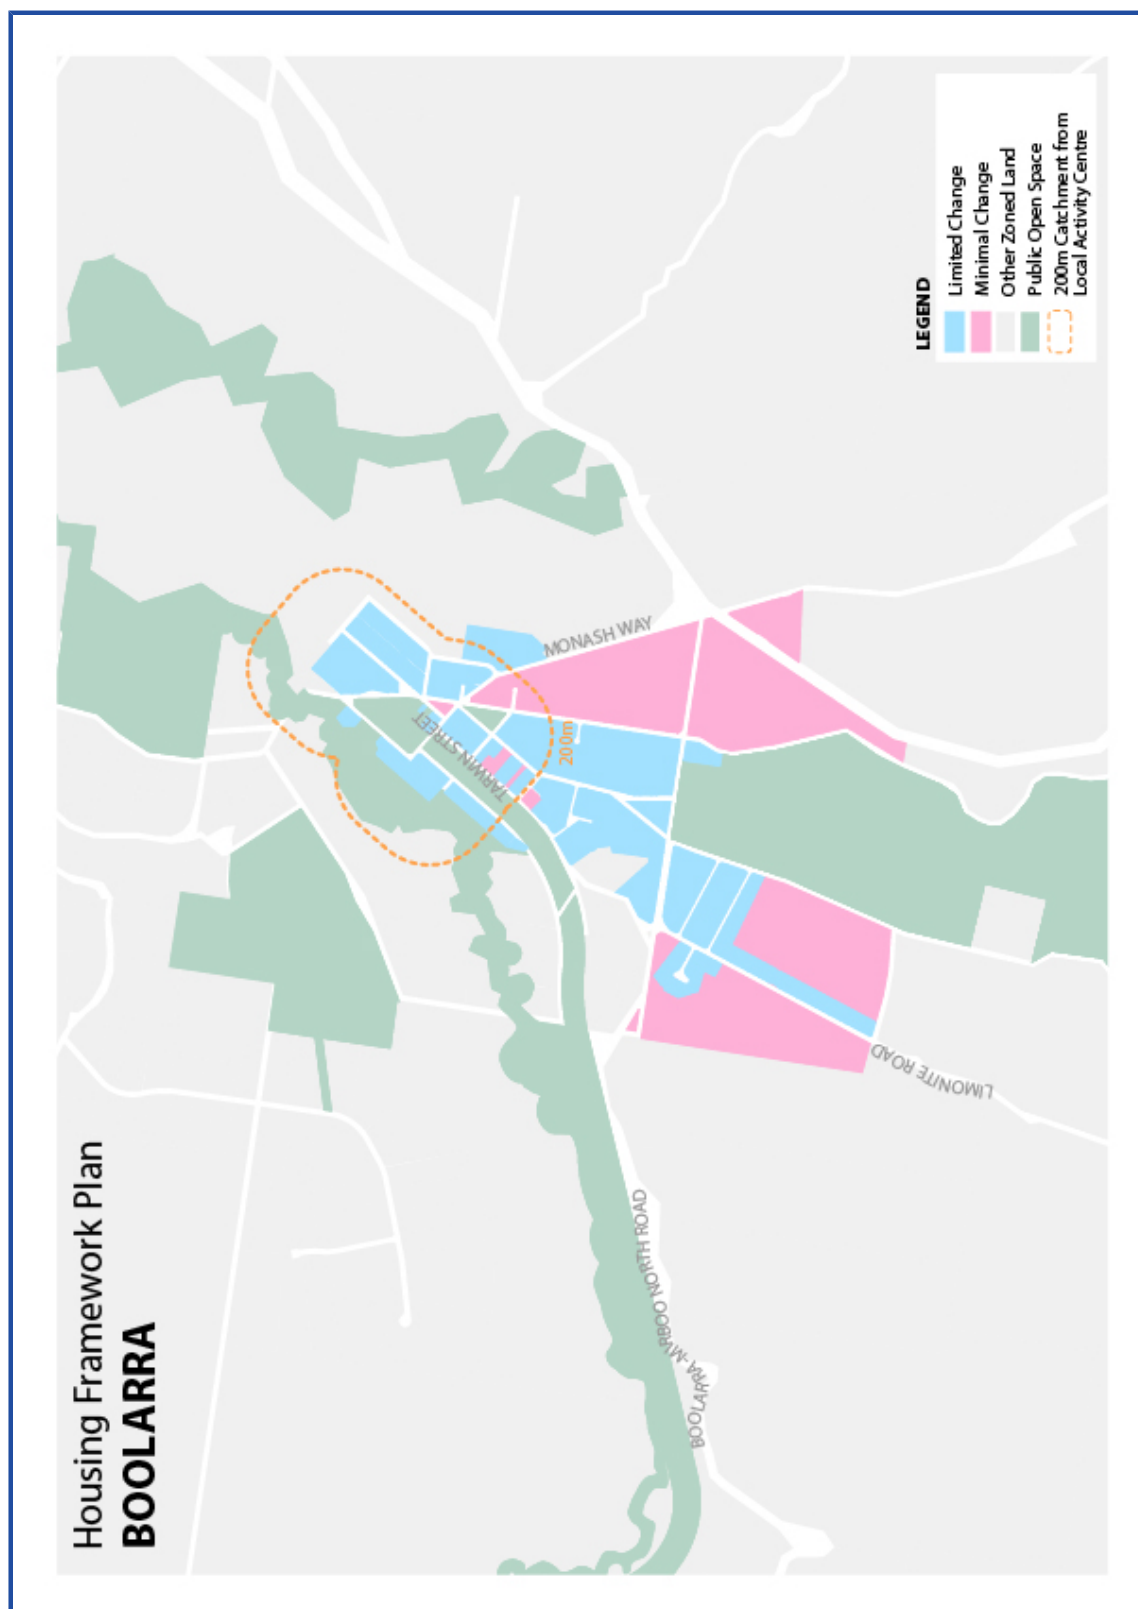 Housing Framework Plan
BOOLARRA
LEGEND
Limited Change
Minimal Change
Other Zoned Land
Public Open Space
200m Catchment from
Local Activity Centre
MONASH WAY
TARWIN STREET
200m
LIMONITE ROAD
BOOLARRA-MIRBOO NORTH ROAD